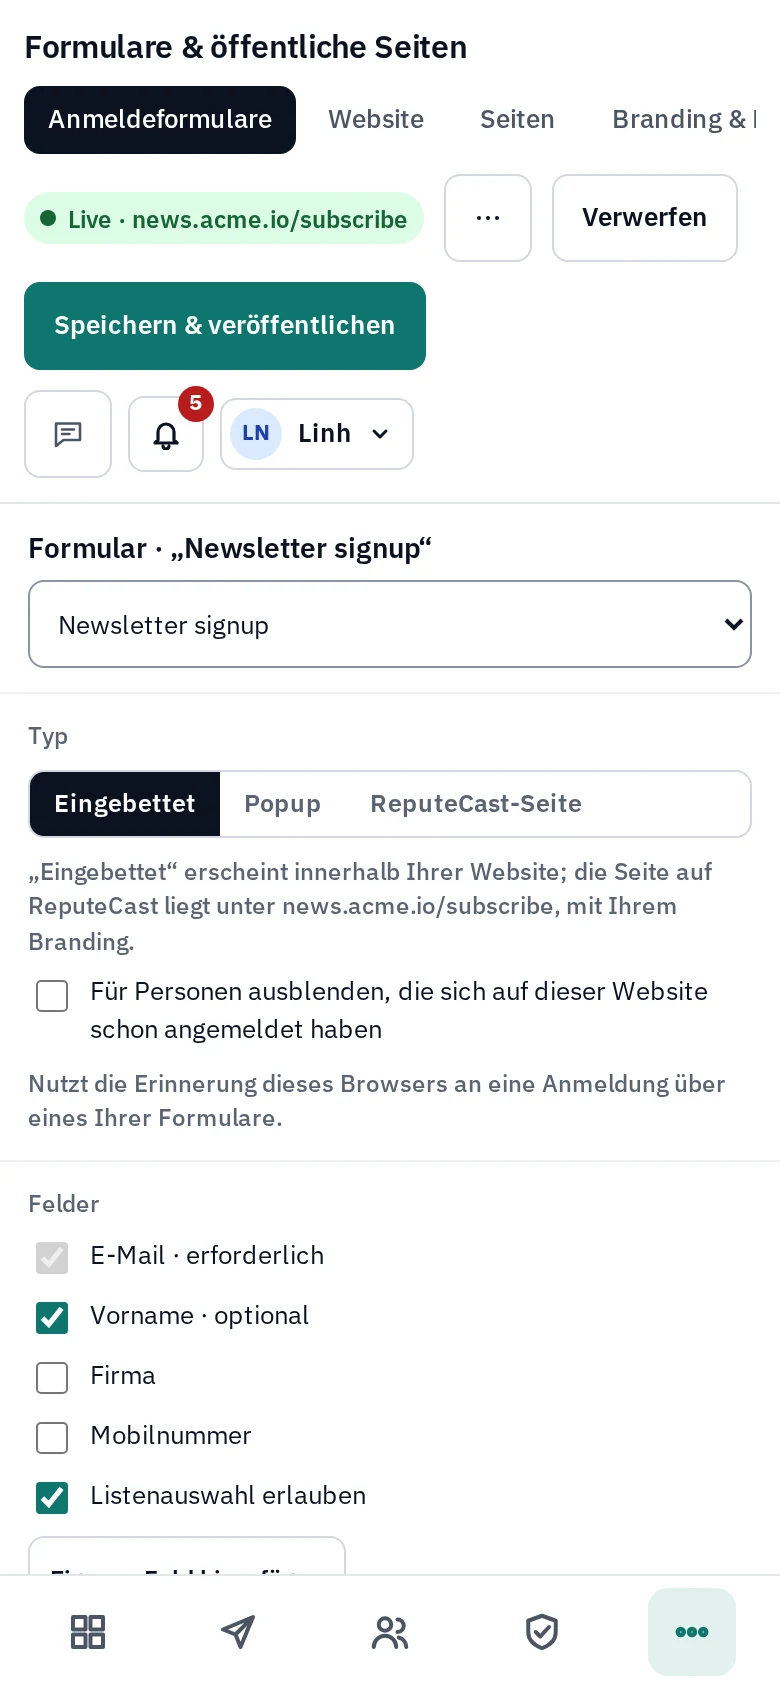 Formulare & öffentliche Seiten
Anmeldeformulare Website Seiten Branding &
Live · news.acme.io/subscribe ··· Verwerfen
Speichern & veröffentlichen
5
LN Linh
Formular · „Newsletter signup“
Newsletter signup
Typ
Eingebettet Popup ReputeCast-Seite
„Eingebettet“ erscheint innerhalb Ihrer Website; die Seite auf
ReputeCast liegt unter news.acme.io/subscribe, mit Ihrem
Branding.
Für Personen ausblenden, die sich auf dieser Website
schon angemeldet haben
Nutzt die Erinnerung dieses Browsers an eine Anmeldung über
eines Ihrer Formulare.
Felder
E-Mail · erforderlich
Vorname · optional
Firma
Mobilnummer
Listenauswahl erlauben